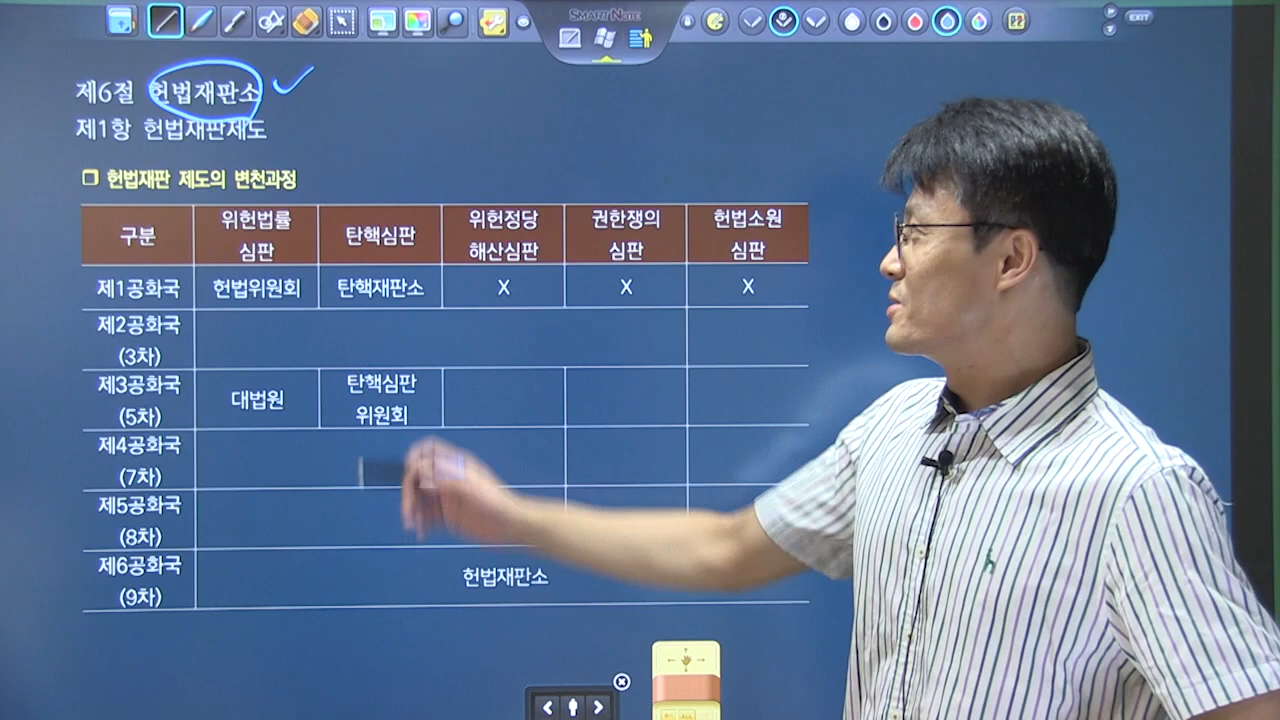 SMART NOTE
EXIT
제6절 헌법재판소
제1항 헌법재판제도
헌법재판 제도의 변천과정
구분 위헌법률 심판 탄핵심판 위헌정당 해산심판 권한쟁의 심판 헌법소원 심판
제1공화국 헌법위원회 탄핵재판소 X X X
제2공화국
(3차)
제3공화국 대법원 탄핵심판
(5차) 위원회
제4공화국
(7차)
제5공화국
(8차)
제6공화국
(9차) 헌법재판소